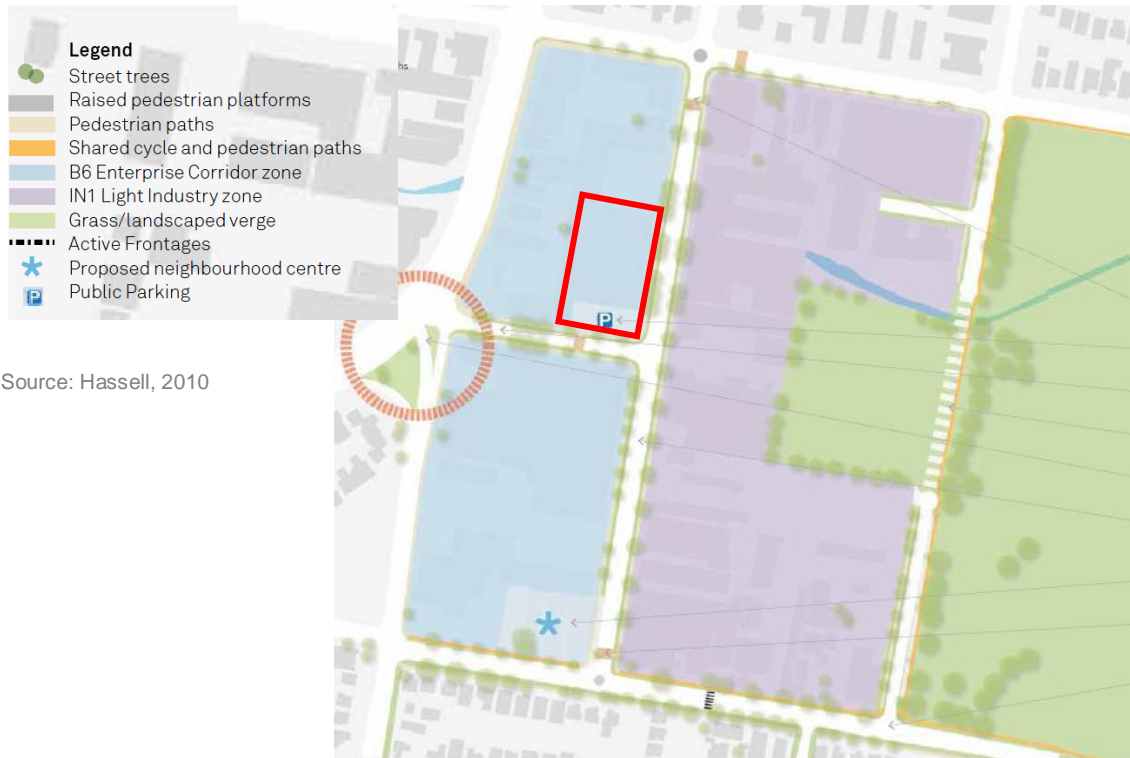 Legend
Street trees
Raised pedestrian platforms
Pedestrian paths
Shared cycle and pedestrian paths
B6 Enterprise Corridor zone
IN1 Light Industry zone
Grass/landscaped verge
Active Frontages
Proposed neighbourhood centre
P Public Parking
hs..
P
Source: Hassell, 2010